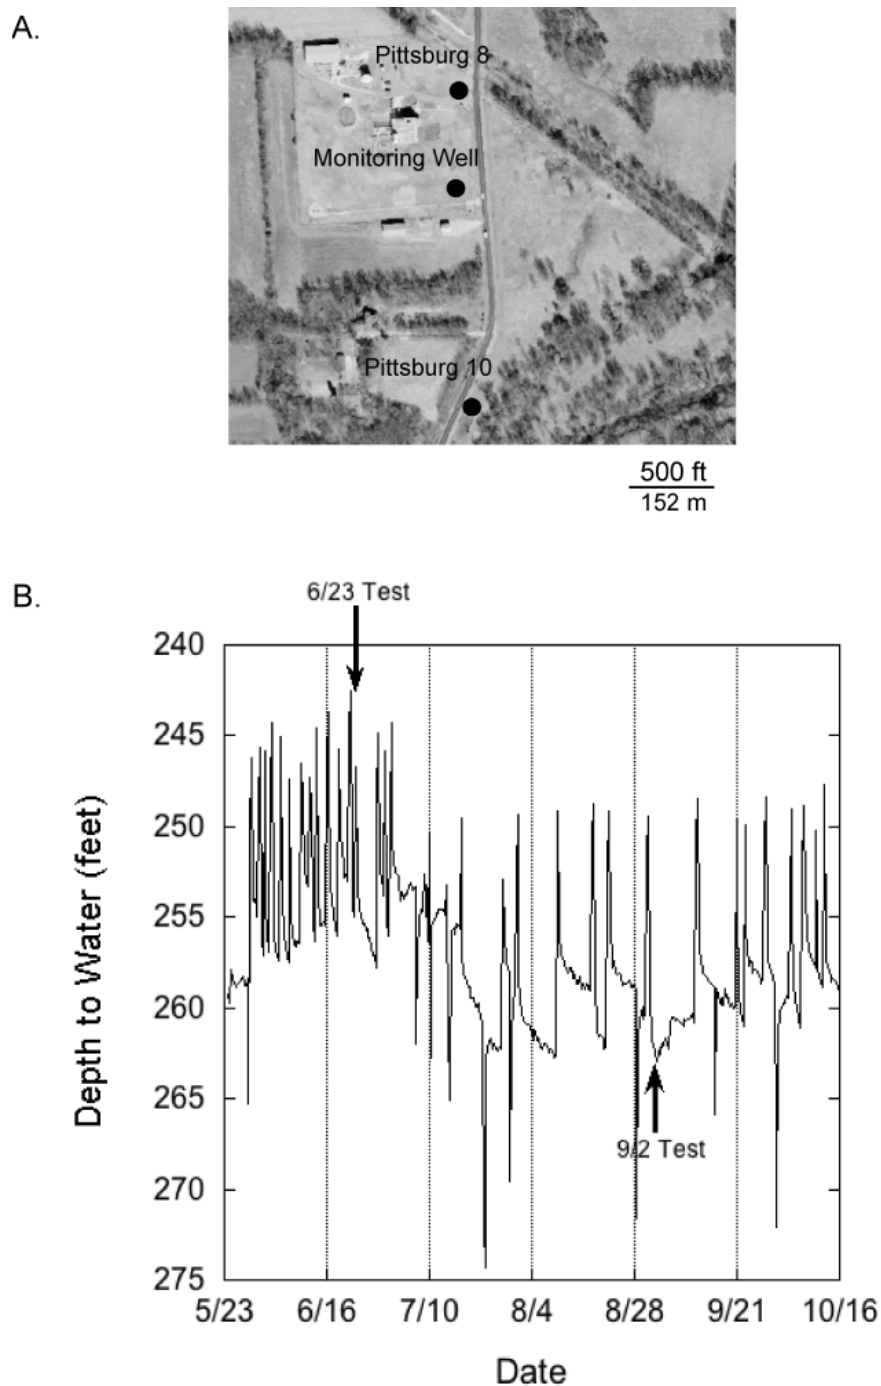 A.
Pittsburg 8
Monitoring Well
Pittsburg 10
500 ft
152 m
B.
6/23 Test
240
245
250
255
260
265
270
275
Depth to Water (feet)
9/2 Test
5/23 6/16 7/10 8/4 8/28 9/21 10/16
Date